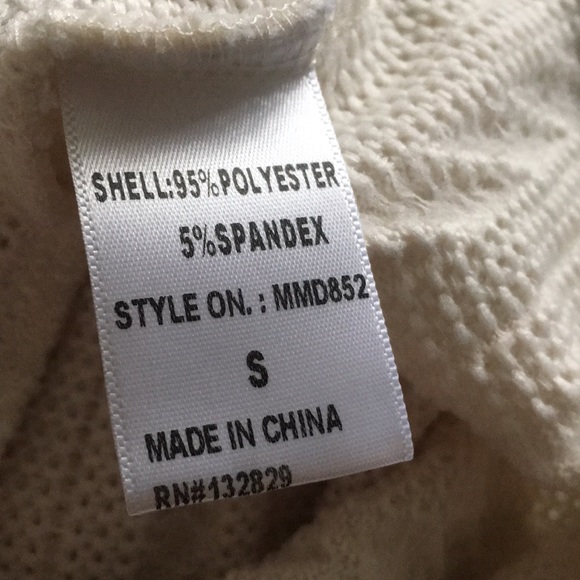 SHELL:95%POLYESTER
5%SPANDEX
STYLE ON. : MMD852
S
MADE IN CHINA
RN#132829